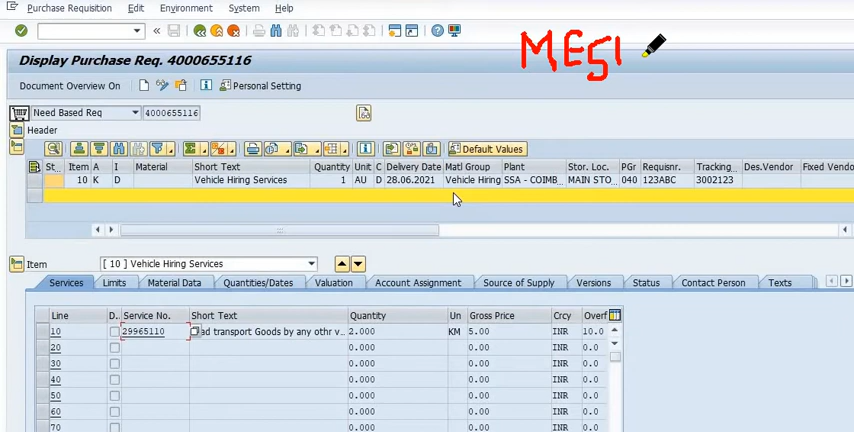 Purchase Requisition Edit Environment System Help
ME51
Display Purchase Req. 4000655116
Document Overview On Personal Setting
Need Based Req 4000655116
Header
Default Values
St... Item A I Material Short Text Quantity Unit C Delivery Date Matl Group Plant Stor. Loc. PGr Requisnr. Tracking Des.Vendor Fixed Vendo
10 K D Vehicle Hiring Services 1 AU D 28.06.2021 Vehicle Hiring SSA - COIMB_ MAIN STO... 040 123ABC 3002123
Item [ 10 ] Vehicle Hiring Services
Services Limits Material Data Quantities/Dates Valuation Account Assignment Source of Supply Versions Status Contact Person Texts
Line D.. Service No. Short Text Quantity Un Gross Price Crcy Overf
10 29965110 ad transport Goods by any othr v... 2.000 KM 5.00 INR 10.0
20 0.000 0.00 INR 0.0
30 0.000 0.00 INR 0.0
40 0.000 0.00 INR 0.0
50 0.000 0.00 INR 0.0
60 0.000 0.00 INR 0.0
70 0.000 0.00 INR 0.0